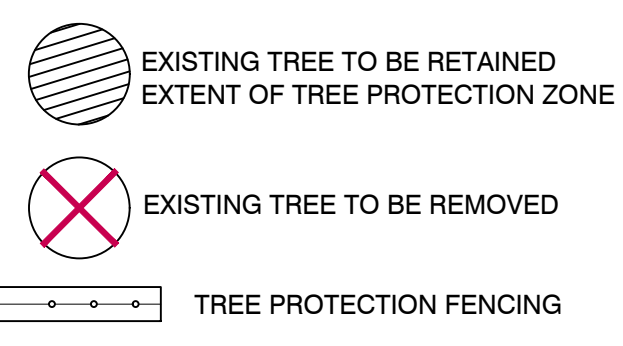 EXISTING TREE TO BE RETAINED
EXTENT OF TREE PROTECTION ZONE
EXISTING TREE TO BE REMOVED
TREE PROTECTION FENCING